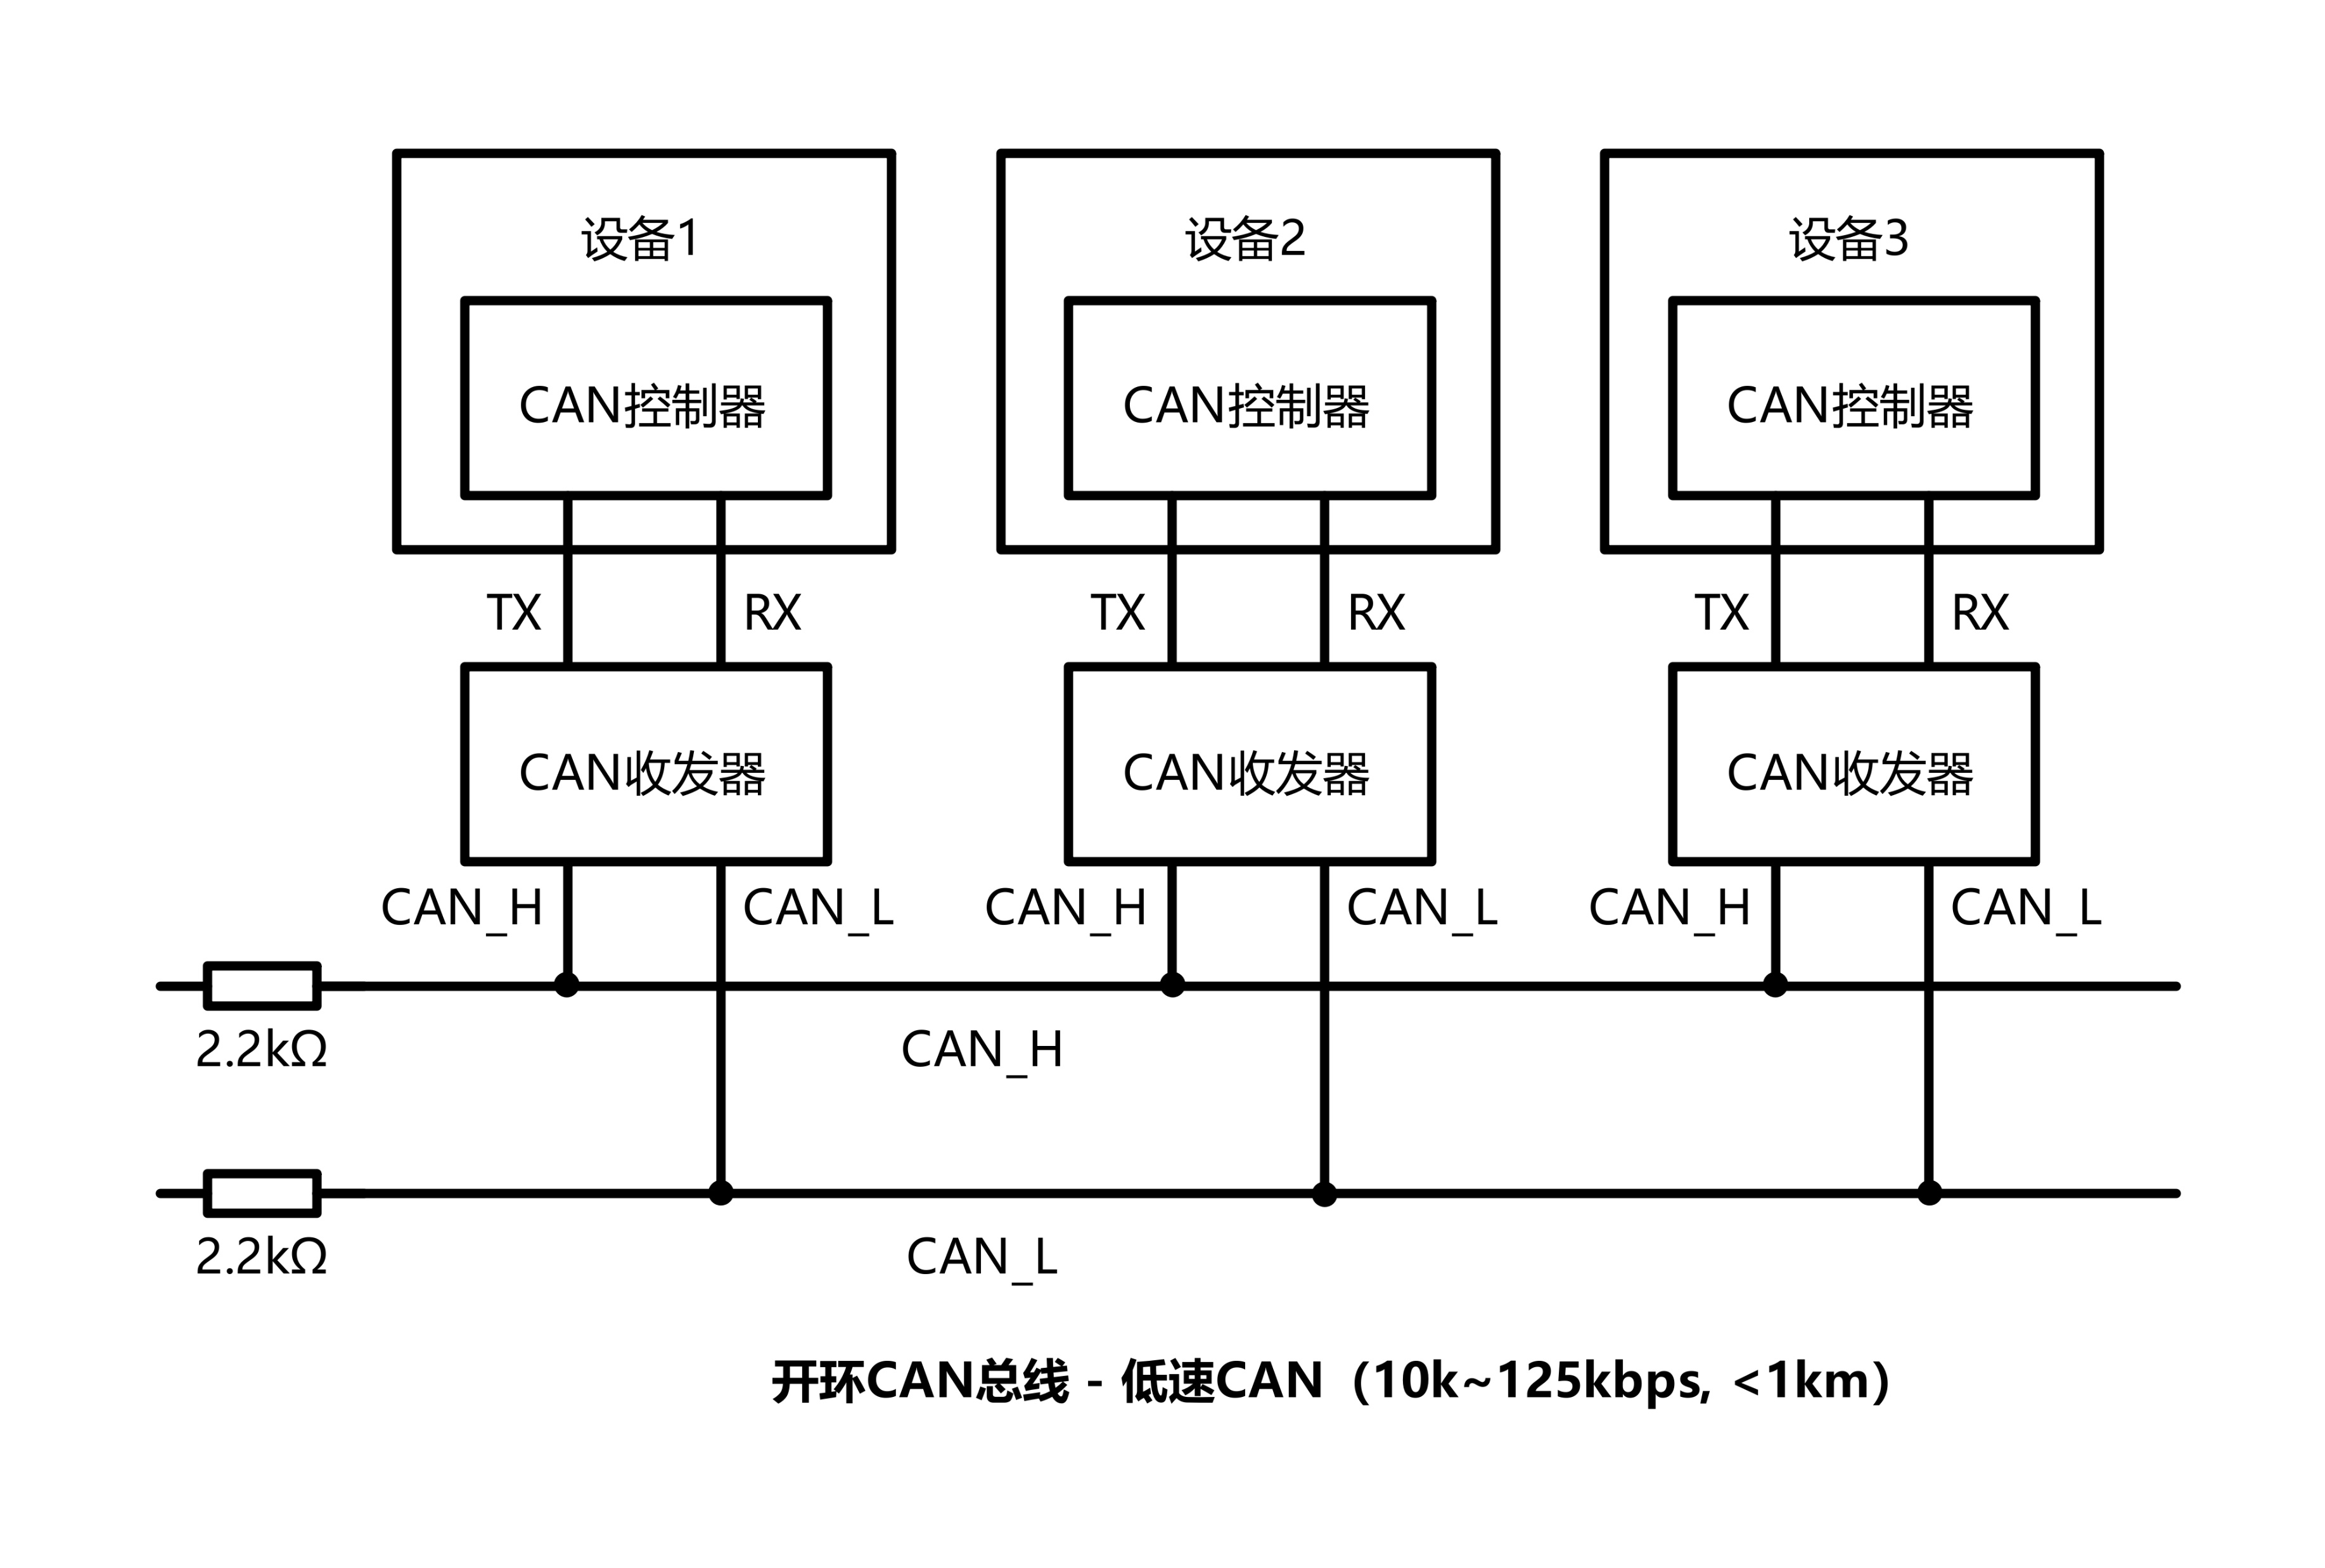 设备1 设备2 设备3
CAN控制器 CAN控制器 CAN控制器
TX RX TX RX TX RX
CAN收发器 CAN收发器 CAN收发器
CAN_H CAN_L CAN_H CAN_L CAN_H CAN_L
2.2kΩ
CAN_H
2.2kΩ
CAN_L
开环CAN总线 - 低速CAN（10k~125kbps, <1km）